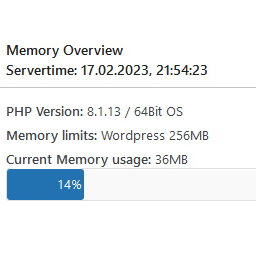 Memory Overview
Servertime: 17.02.2023, 21:54:23
PHP Version: 8.1.13 / 64Bit OS
Memory limits: Wordpress 256MB
Current Memory usage: 36MB
14%